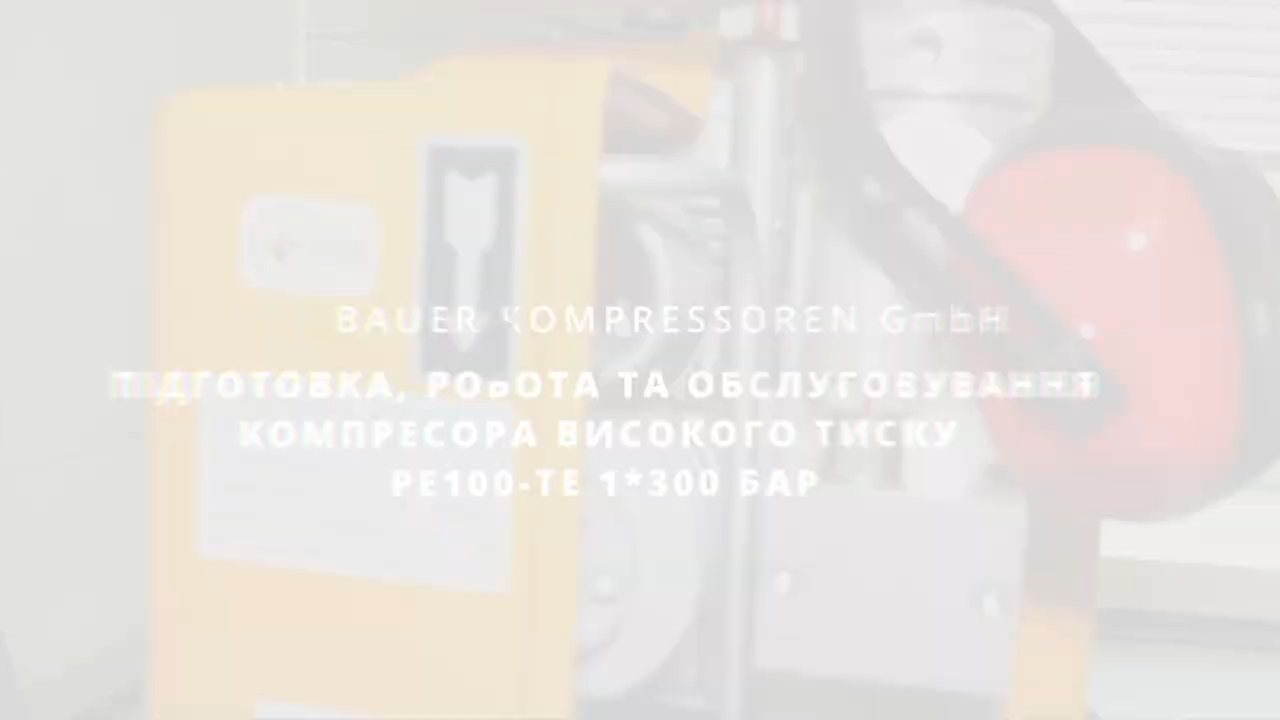 BAUER KOMPRESSOREN GmbH
ПІДГОТОВКА, РОБОТА ТА ОБСЛУГОВУВАННЯ
КОМПРЕСОРА ВИСОКОГО ТИСКУ
PE100-TE 1*300 БАР